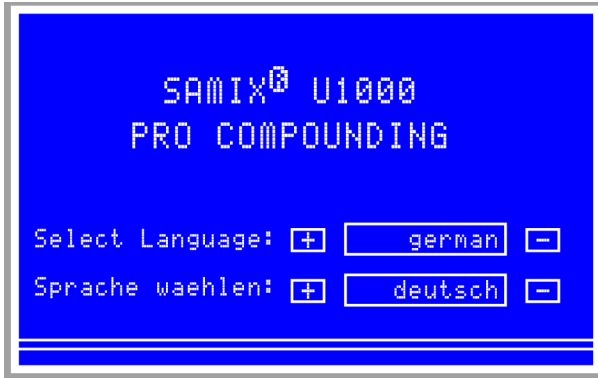 SAMIX® U1000
PRO COMPOUNDING
Select Language: + german -
Sprache waehlen: + deutsch -